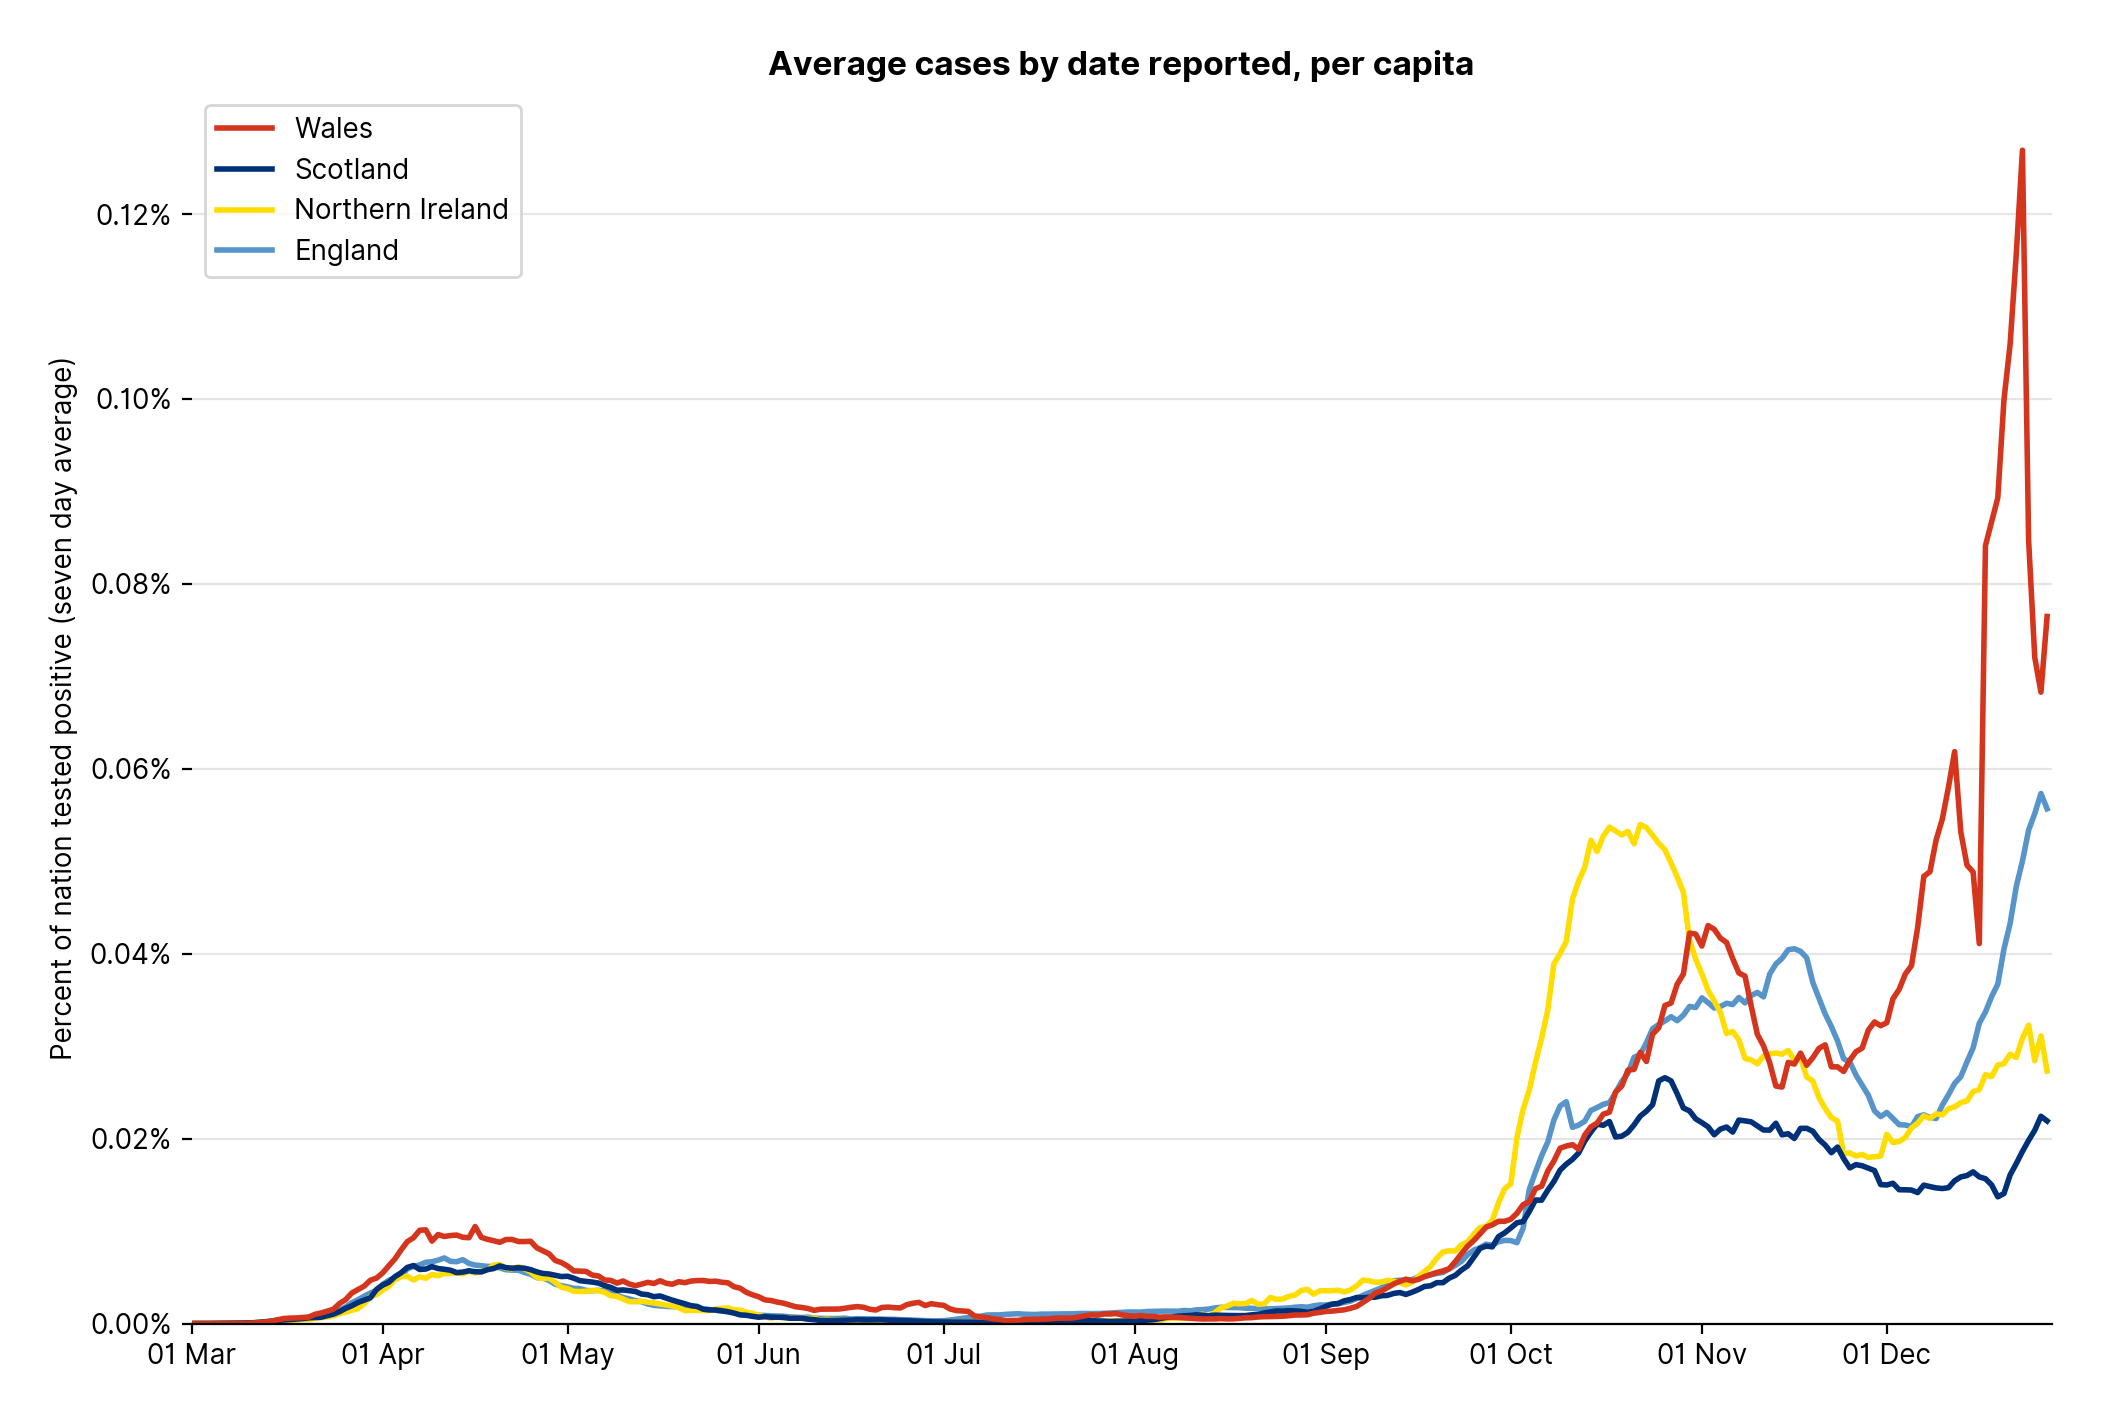 Average cases by date reported, per capita
Wales
Scotland
Northern Ireland
England
Percent of nation tested positive (seven day average)
0.12%
0.10%
0.08%
0.06%
0.04%
0.02%
0.00%
01 Mar 01 Apr 01 May 01 Jun 01 Jul 01 Aug 01 Sep 01 Oct 01 Nov 01 Dec